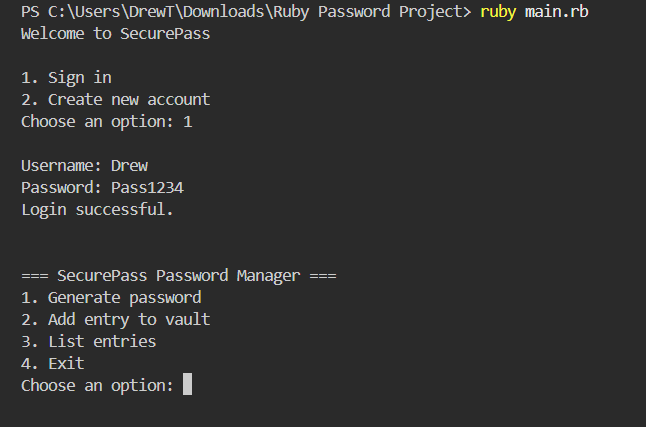 PS C:\Users\DrewT\Downloads\Ruby Password Project> ruby main.rb
Welcome to SecurePass
1. Sign in
2. Create new account
Choose an option: 1
Username: Drew
Password: Pass1234
Login successful.
=== SecurePass Password Manager ===
1. Generate password
2. Add entry to vault
3. List entries
4. Exit
Choose an option: